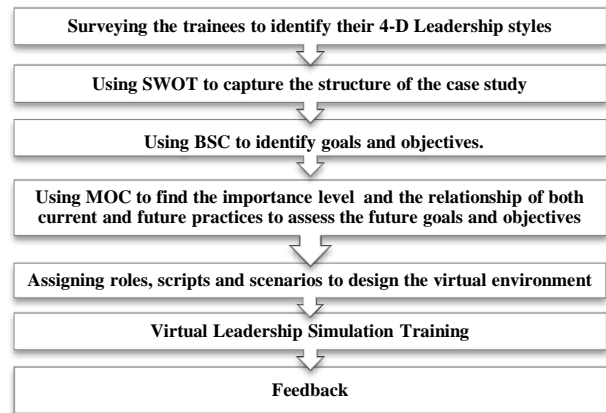 Surveying the trainees to identify their 4-D Leadership styles
Using SWOT to capture the structure of the case study
Using BSC to identify goals and objectives.
Using MOC to find the importance level and the relationship of both
current and future practices to assess the future goals and objectives
Assigning roles, scripts and scenarios to design the virtual environment
Virtual Leadership Simulation Training
Feedback